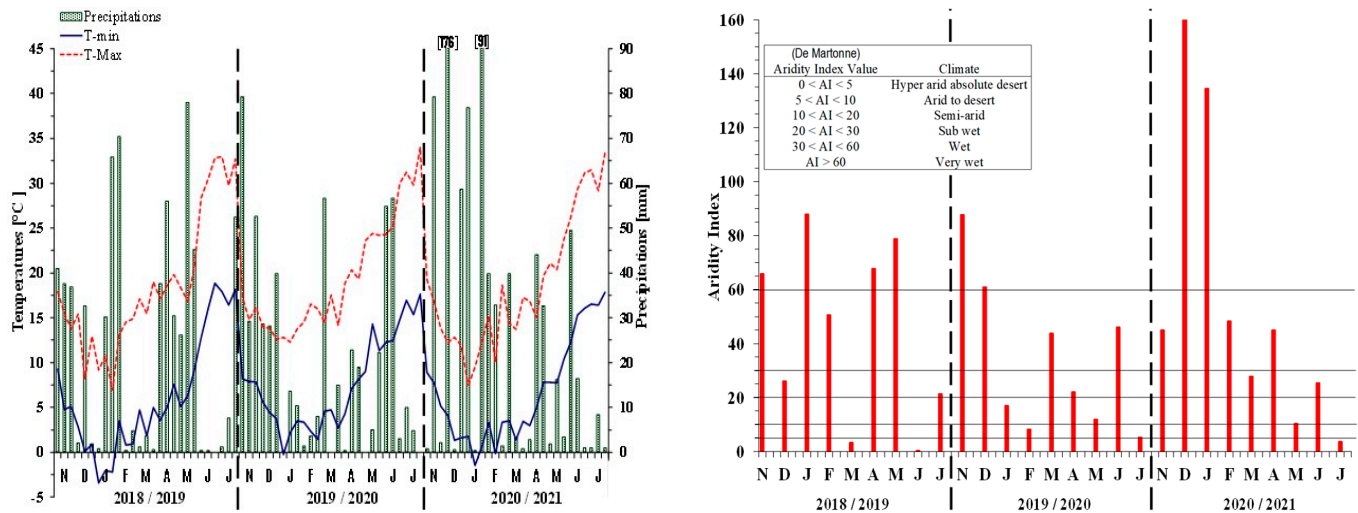 Precipitations
T-min
T-Max
[176] [91]
45 90
40 80
35 70
30 60
25 50
20 40
15 30
10 20
5 10
0 0
-5
Temperatures [°C]
Precipitations [mm]
N D J F M A M J J N D J F M A M J J N D J F M A M J J
2018 / 2019 2019 / 2020 2020 / 2021
160
140
120
100
80
60
40
20
0
Aridity Index
(De Martonne)
Aridity Index Value Climate
0 < AI < 5 Hyper arid absolute desert
5 < AI < 10 Arid to desert
10 < AI < 20 Semi-arid
20 < AI < 30 Sub wet
30 < AI < 60 Wet
AI > 60 Very wet
N D J F M A M J J N D J F M A M J J N D J F M A M J J
2018 / 2019 2019 / 2020 2020 / 2021